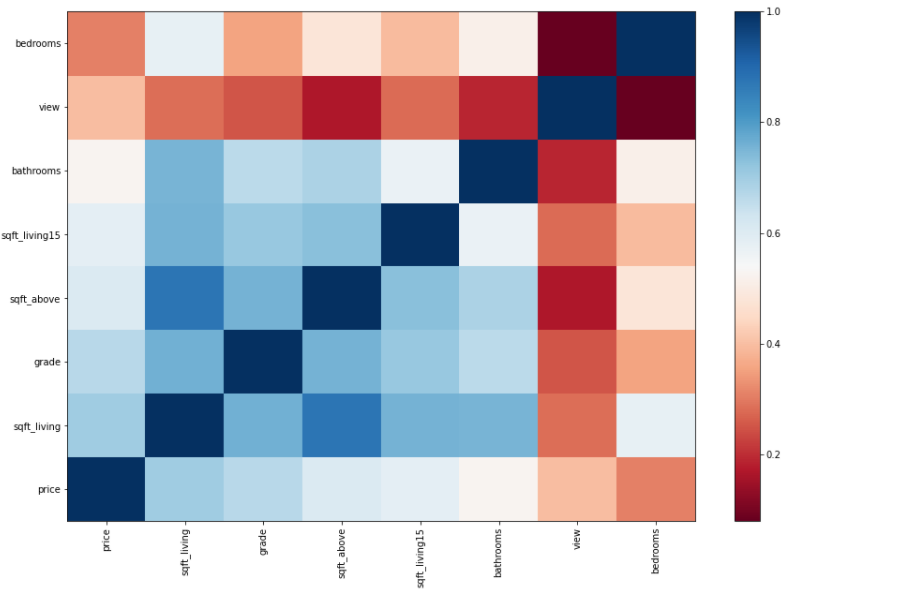 bedrooms
view
bathrooms
sqft_living15
sqft_above
grade
sqft_living
price
price
sqft_living
grade
sqft_above
sqft_living15
bathrooms
view
bedrooms
1.0
0.8
0.6
0.4
0.2